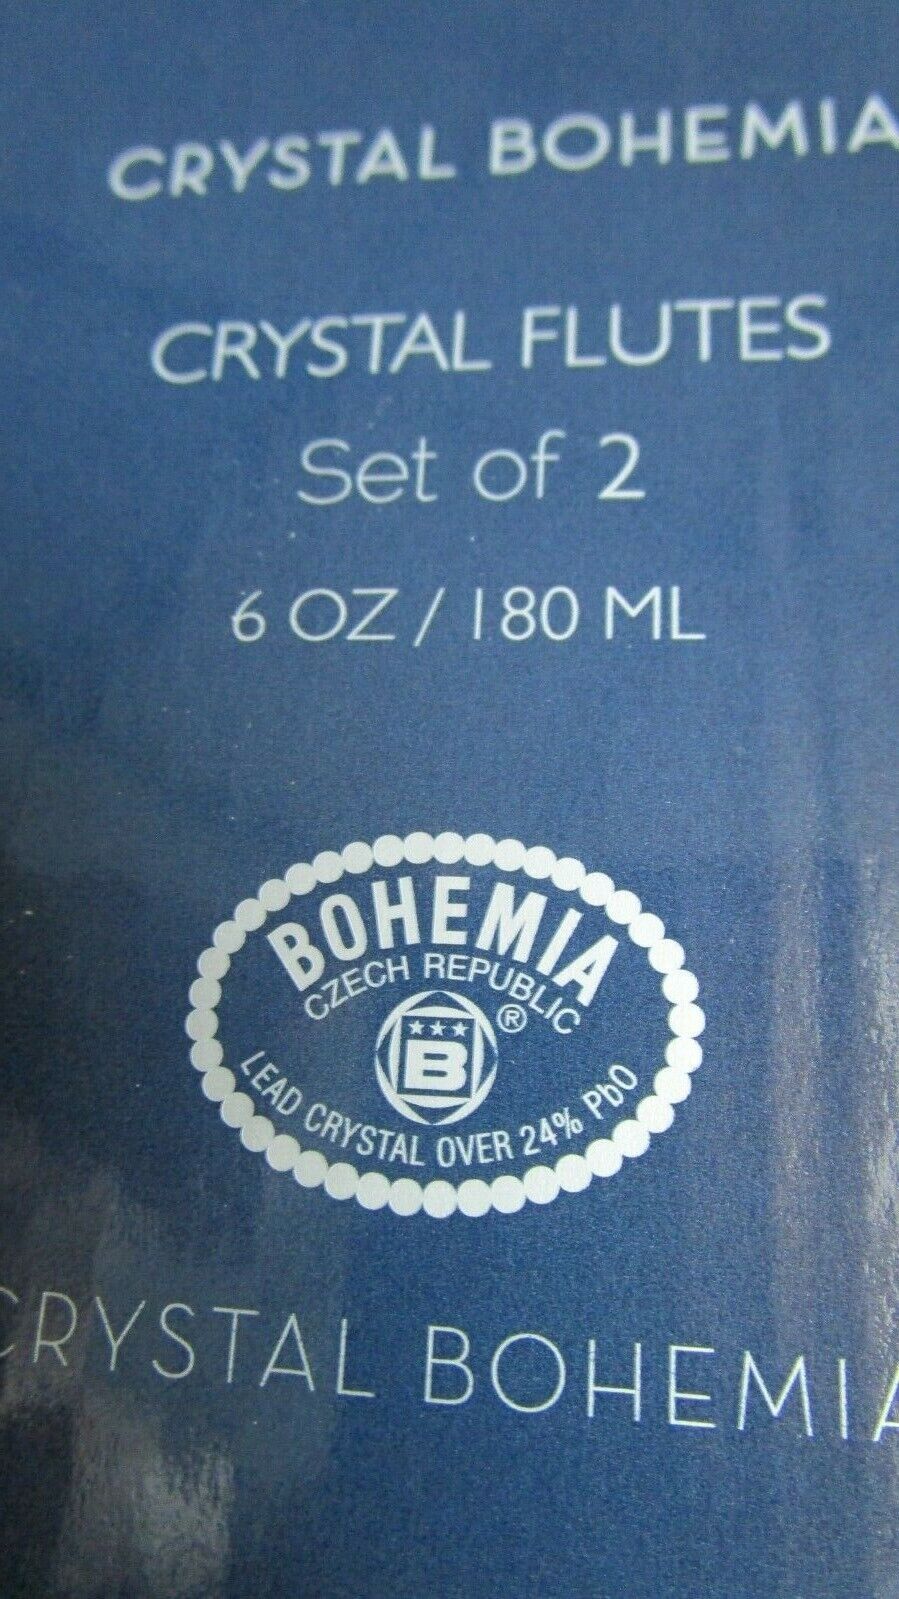 CRYSTAL BOHEMIA
CRYSTAL FLUTES
Set of 2
6 OZ / 180 ML
BOHEMIA
CZECH REPUBLIC
®
B
LEAD CRYSTAL OVER 24% PbO
CRYSTAL BOHEMIA